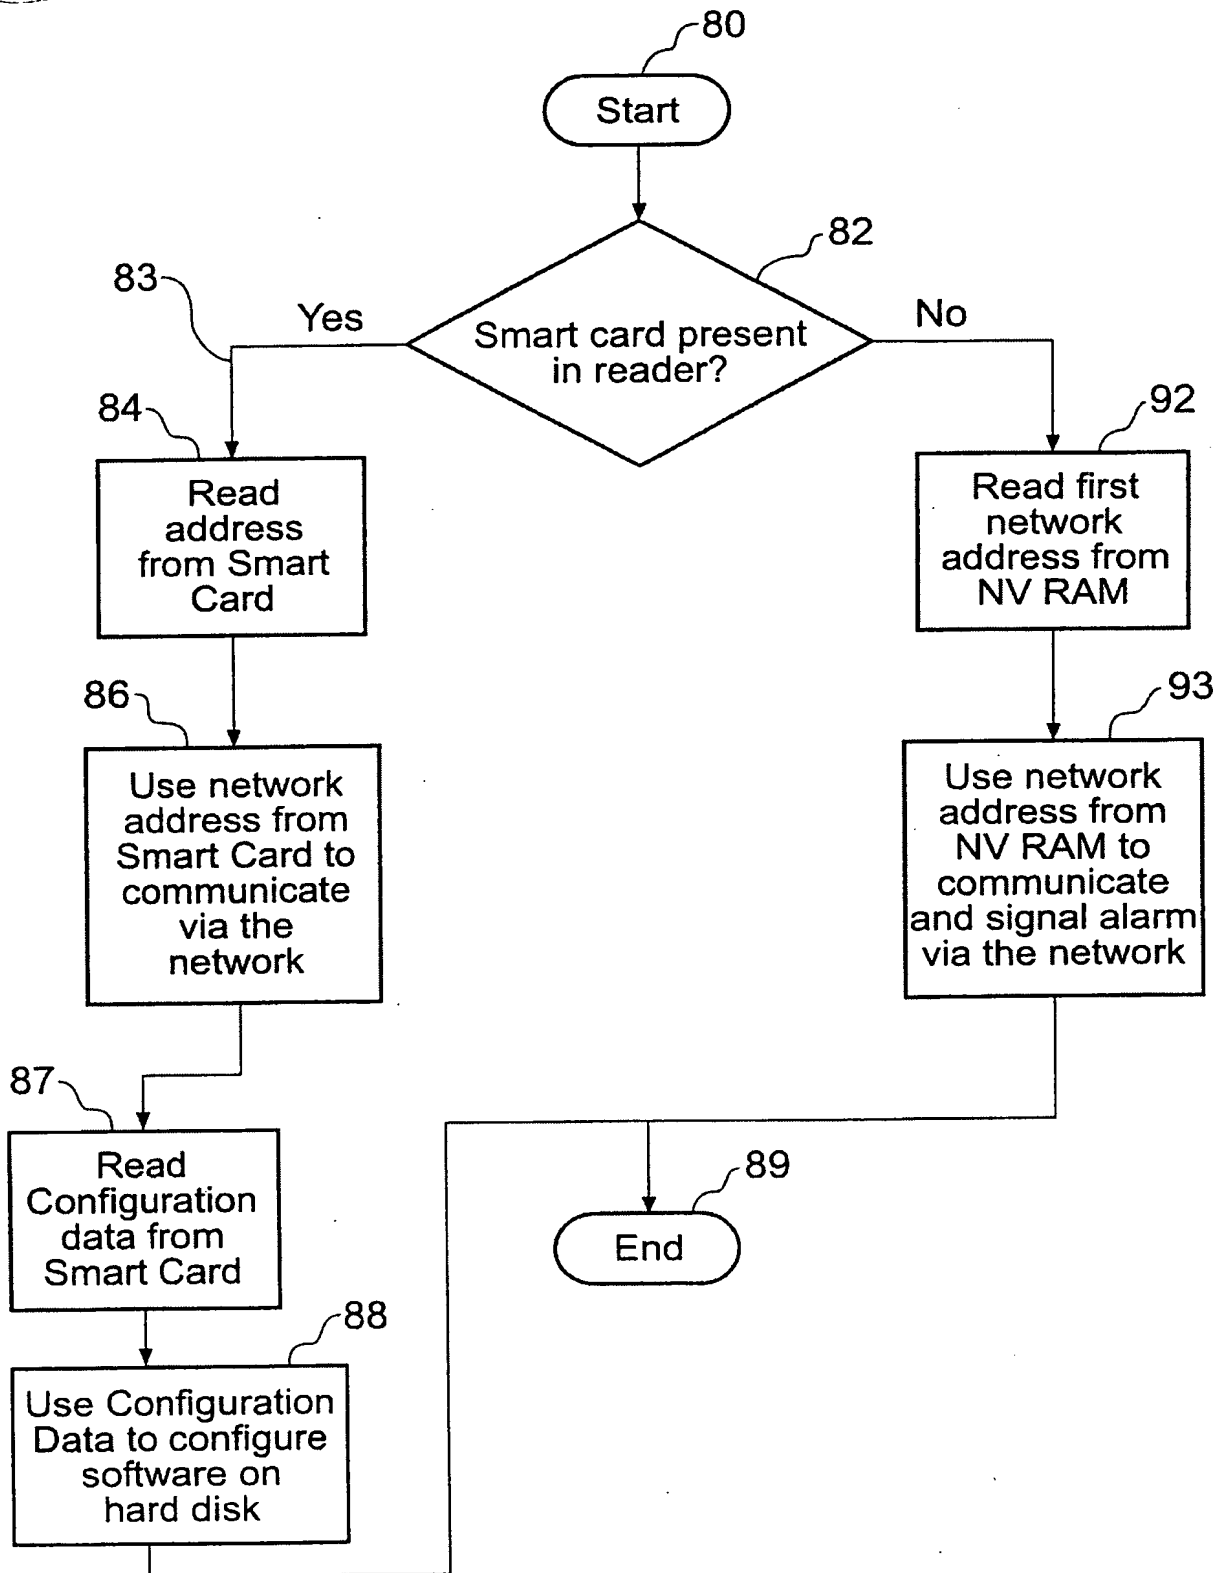 80
Start
82
83
Yes
No
Smart card present
in reader?
84
92
Read
address
from Smart
Card
Read first
network
address from
NV RAM
86
93
Use network
address from
Smart Card to
communicate
via the
network
Use network
address from
NV RAM to
communicate
and signal alarm
via the network
87
Read
Configuration
data from
Smart Card
89
End
88
Use Configuration
Data to configure
software on
hard disk